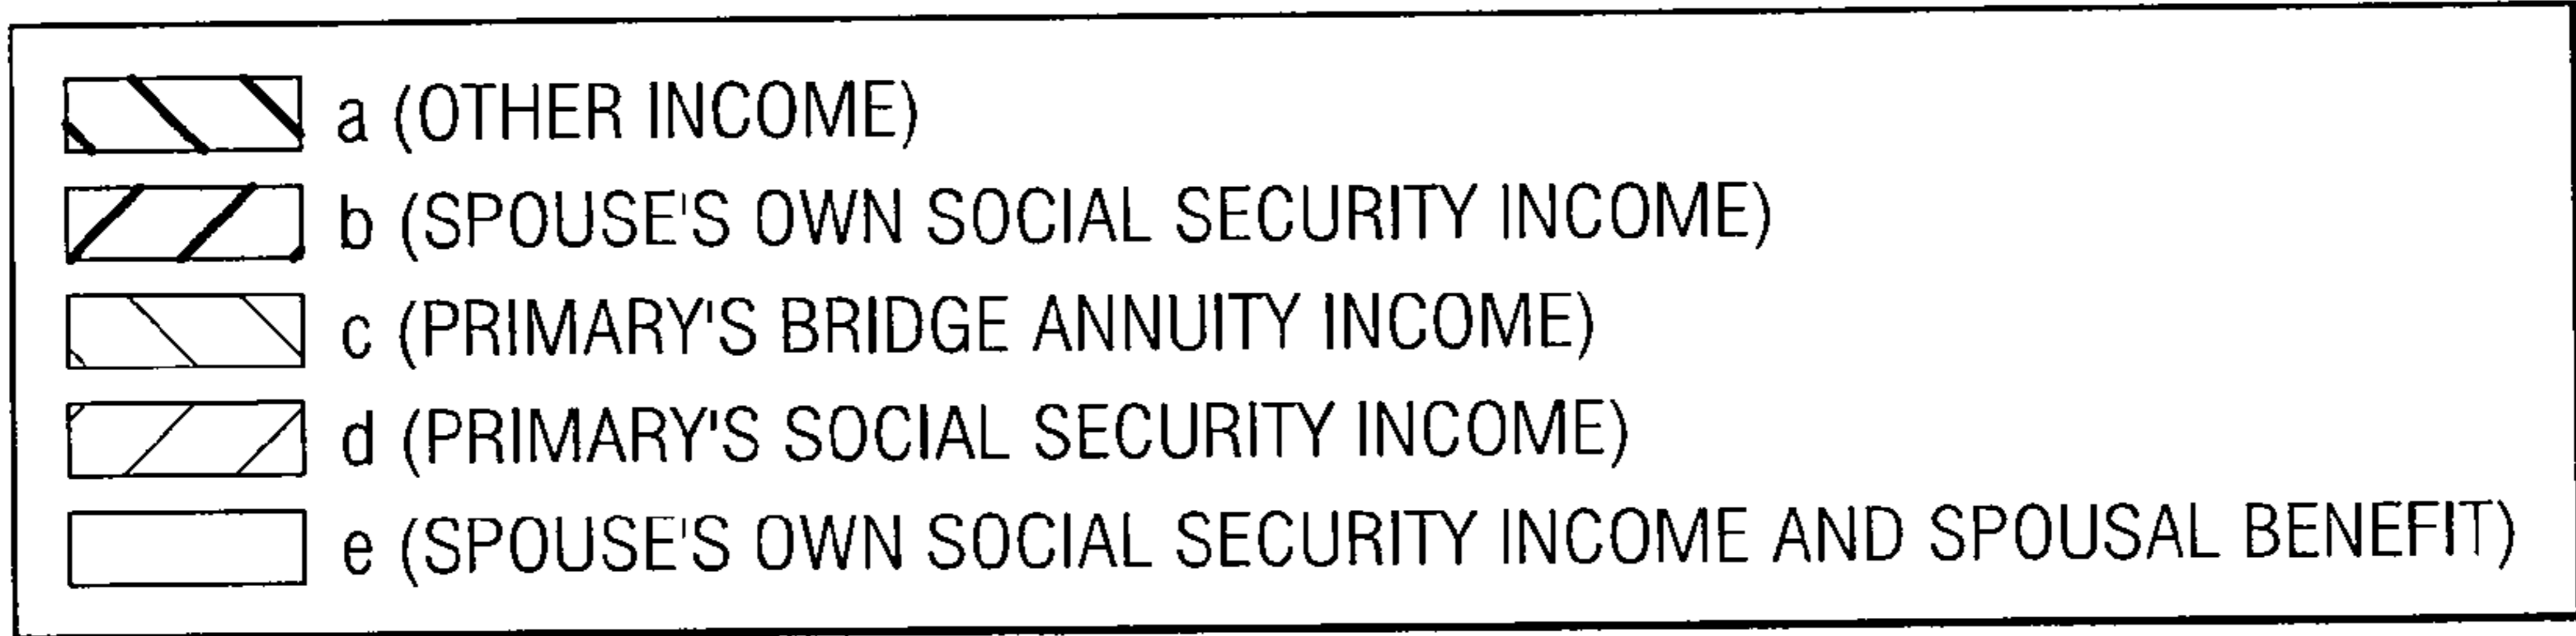 a (OTHER INCOME)
b (SPOUSE'S OWN SOCIAL SECURITY INCOME)
c (PRIMARY'S BRIDGE ANNUITY INCOME)
d (PRIMARY'S SOCIAL SECURITY INCOME)
e (SPOUSE'S OWN SOCIAL SECURITY INCOME AND SPOUSAL BENEFIT)